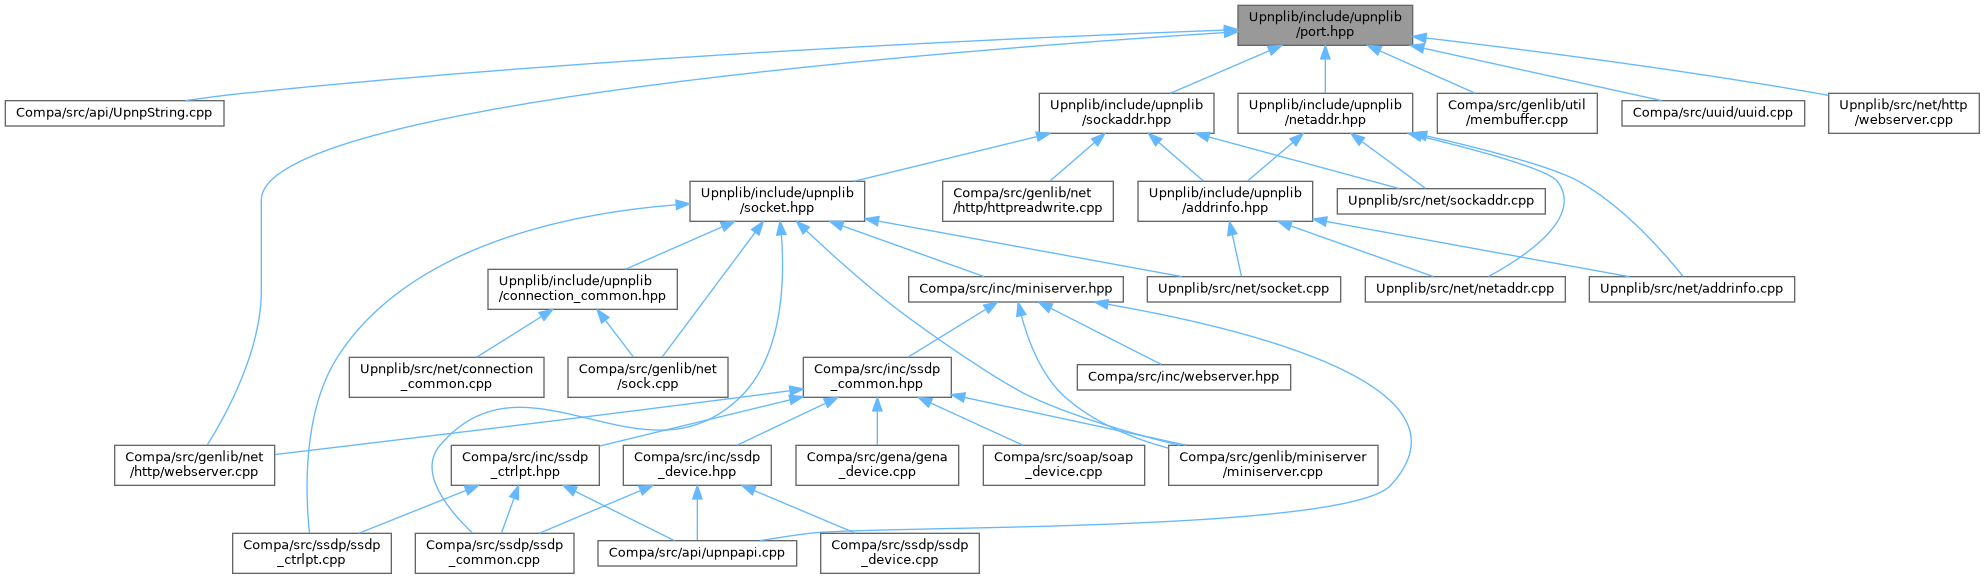 Upnplib/include/upnplib
/port.hpp
Compa/src/api/UpnpString.cpp
Upnplib/include/upnplib
/sockaddr.hpp
Upnplib/include/upnplib
/netaddr.hpp
Compa/src/genlib/util
/membuffer.cpp
Compa/src/uuid/uuid.cpp
Upnplib/src/net/http
/webserver.cpp
Upnplib/include/upnplib
/socket.hpp
Compa/src/genlib/net
/http/httpreadwrite.cpp
Upnplib/include/upnplib
/addrinfo.hpp
Upnplib/src/net/sockaddr.cpp
Upnplib/include/upnplib
/connection_common.hpp
Compa/src/inc/miniserver.hpp
Upnplib/src/net/socket.cpp
Upnplib/src/net/netaddr.cpp
Upnplib/src/net/addrinfo.cpp
Upnplib/src/net/connection
_common.cpp
Compa/src/genlib/net
/sock.cpp
Compa/src/inc/ssdp
_common.hpp
Compa/src/inc/webserver.hpp
Compa/src/genlib/net
/http/webserver.cpp
Compa/src/inc/ssdp
_ctrlpt.hpp
Compa/src/inc/ssdp
_device.hpp
Compa/src/gena/gena
_device.cpp
Compa/src/soap/soap
_device.cpp
Compa/src/genlib/miniserver
/miniserver.cpp
Compa/src/ssdp/ssdp
_ctrlpt.cpp
Compa/src/ssdp/ssdp
_common.cpp
Compa/src/api/upnpapi.cpp
Compa/src/ssdp/ssdp
_device.cpp